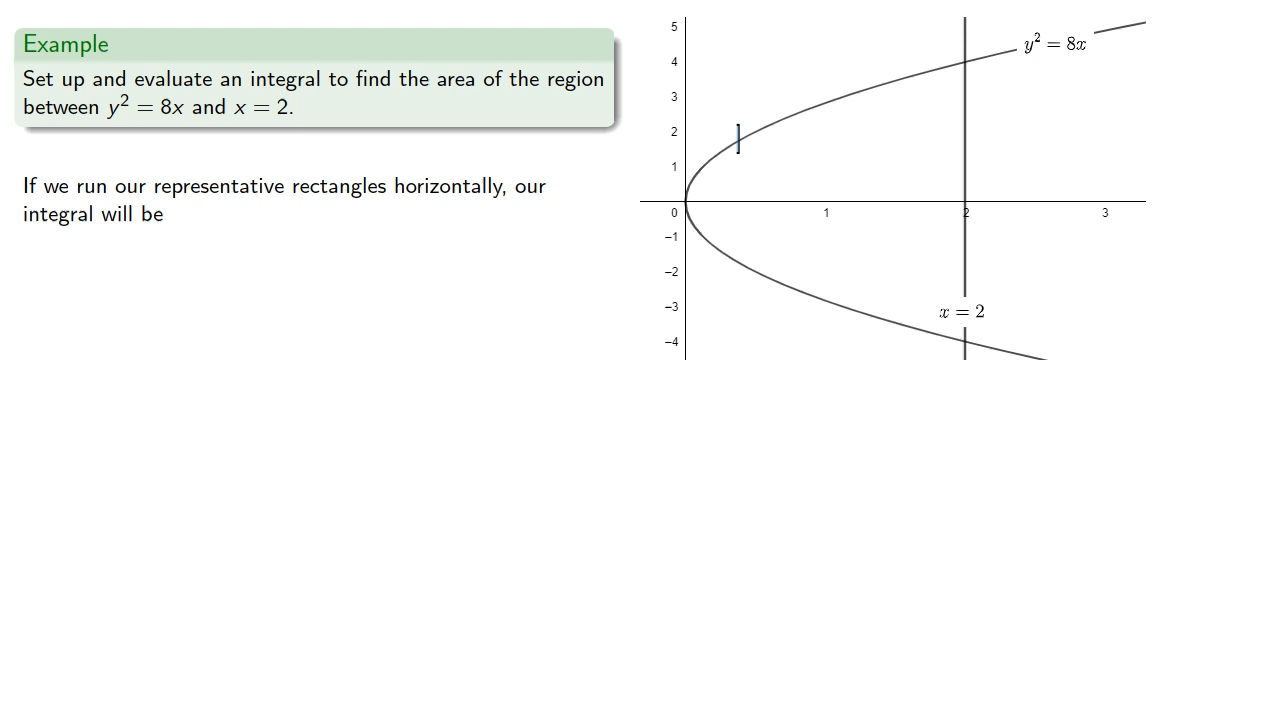 Example
Set up and evaluate an integral to find the area of the region
between y² = 8x and x = 2.
If we run our representative rectangles horizontally, our
integral will be
5
y² = 8x
4
3
2
]
1
0
1
2
3
−1
−2
−3
x = 2
−4